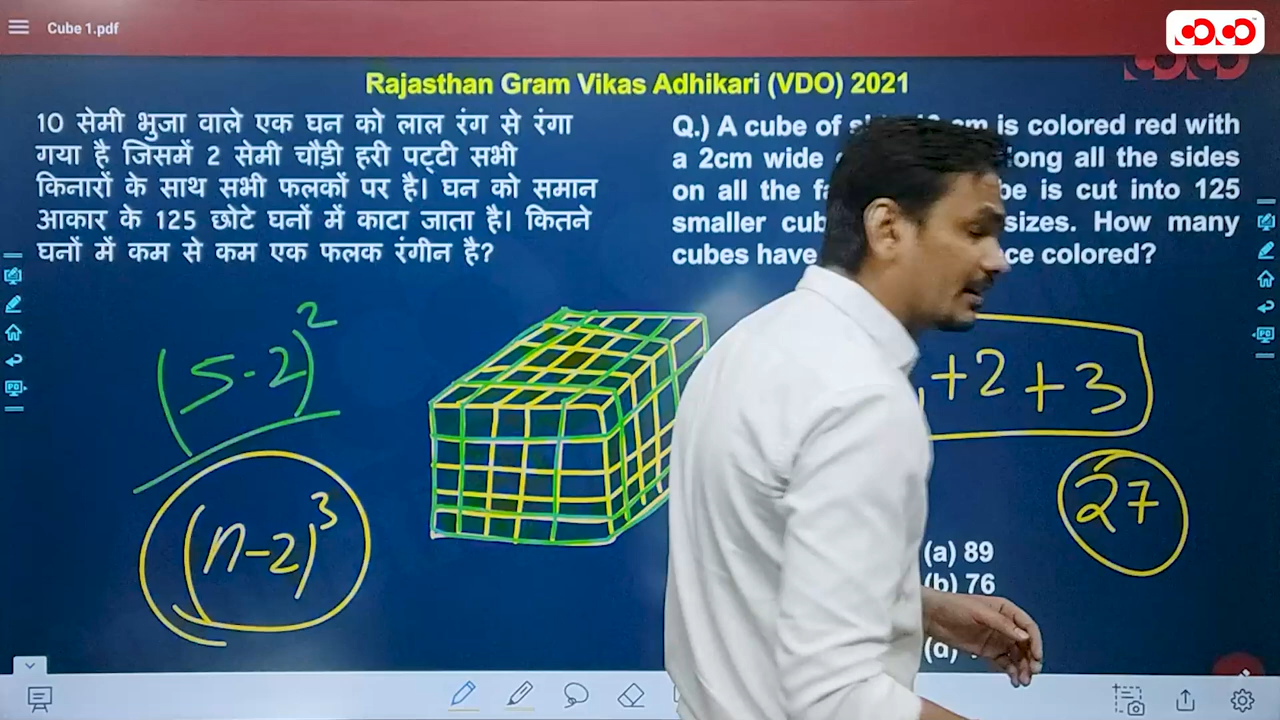 Cube 1.pdf
Rajasthan Gram Vikas Adhikari (VDO) 2021
10 सेमी भुजा वाले एक घन को लाल रंग से रंगा
गया है जिसमें 2 सेमी चौड़ी हरी पट्टी सभी
किनारों के साथ सभी फलकों पर है। घन को समान
आकार के 125 छोटे घनों में काटा जाता है। कितने
घनों में कम से कम एक फलक रंगीन है?
Q.) A cube of cm is colored red with
a 2cm wide long all the sides
on all the is cut into 125
smaller sizes. How many
cubes have colored?
(5-2)²
(n-2)³
+2+3
27
(a) 89
(b) 76
(d)